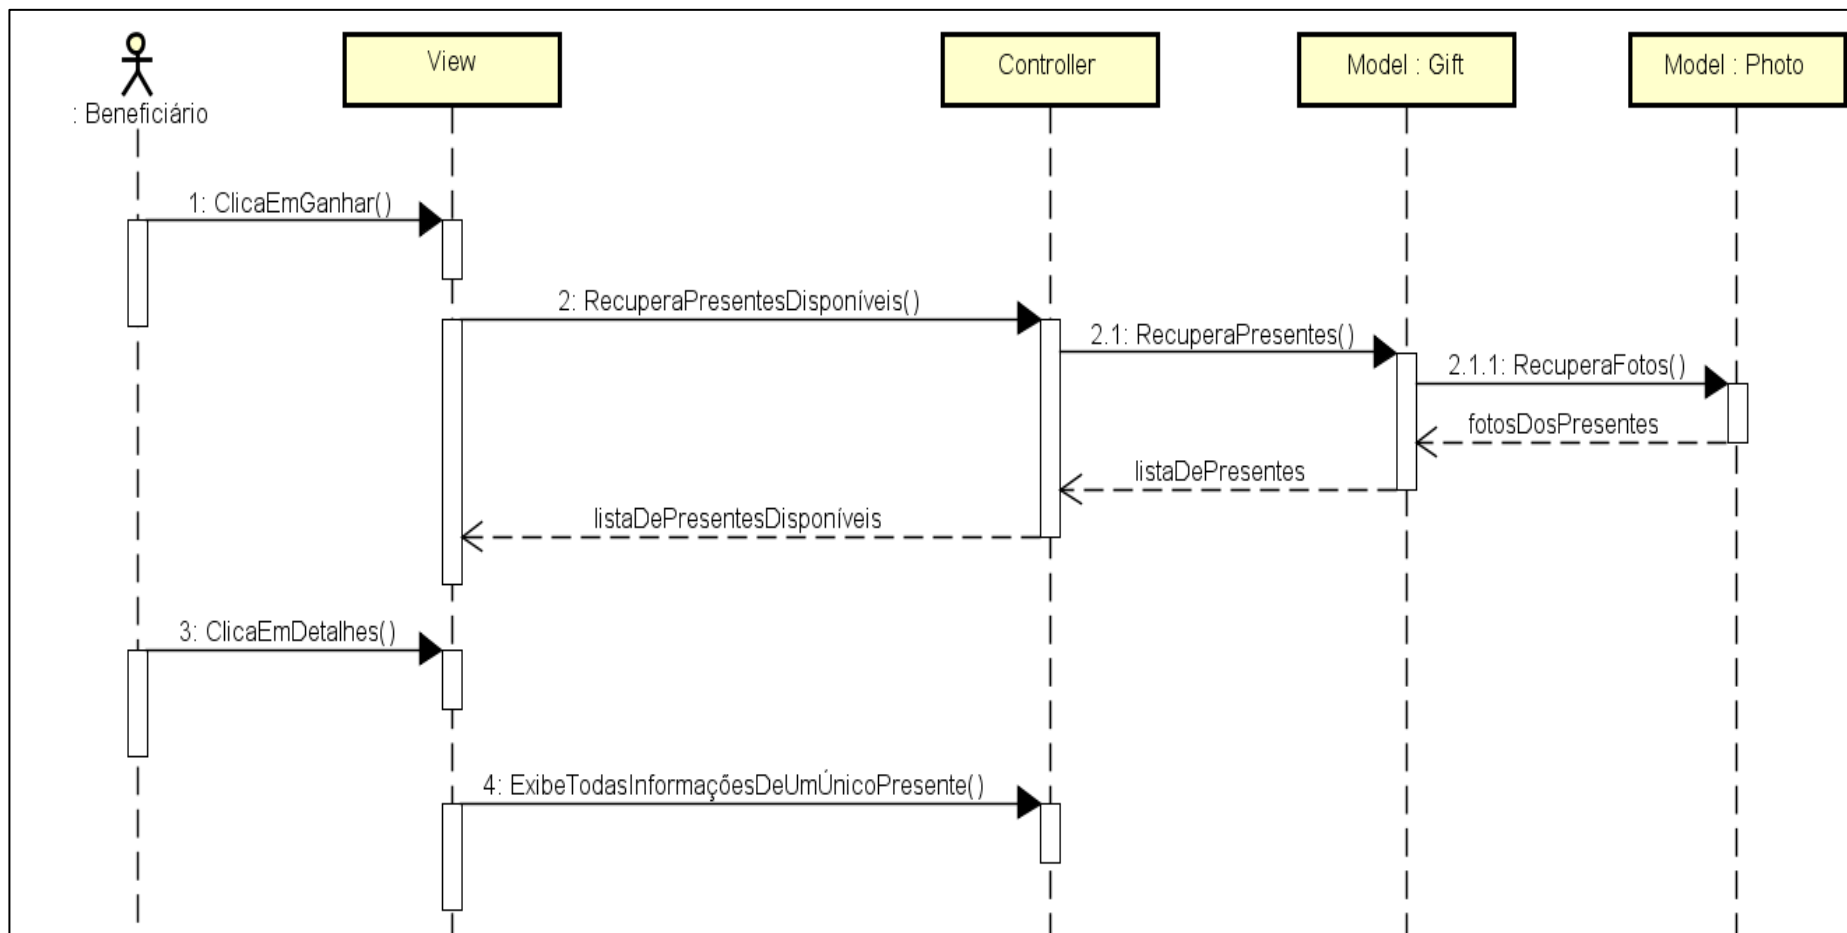 View
Controller
Model : Gift
Model : Photo
: Beneficiário
1: ClicaEmGanhar()
2: RecuperaPresentesDisponíveis()
2.1: RecuperaPresentes()
2.1.1: RecuperaFotos()
fotosDosPresentes
listaDePresentes
listaDePresentesDisponíveis
3: ClicaEmDetalhes()
4: ExibeTodasInformaçõesDeUmÚnicoPresente()